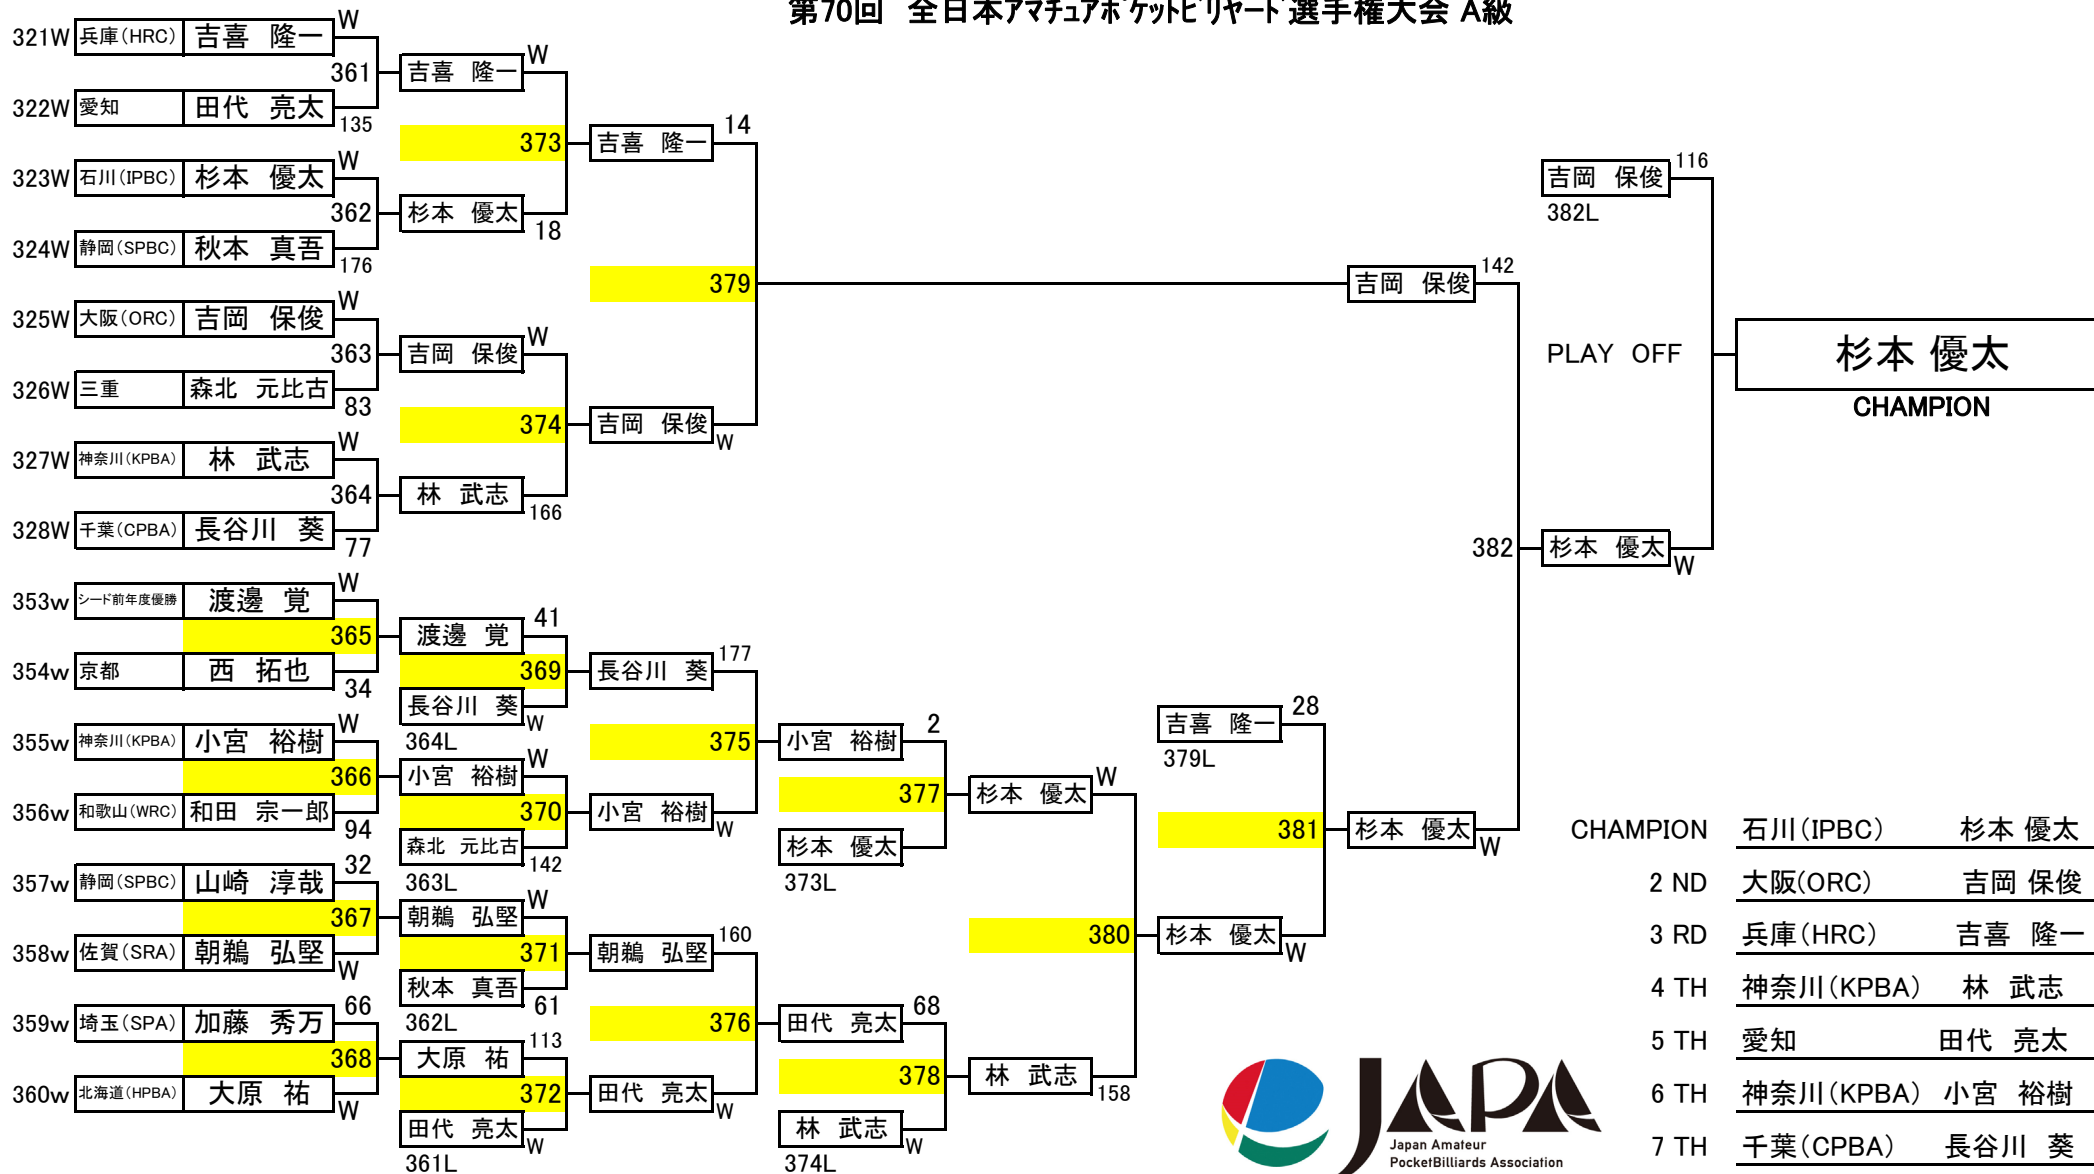 第70回 全日本アマチュアポケットビリヤード選手権大会 A級
321W 兵庫(HRC) 吉喜 隆一 W
361
322W 愛知 田代 亮太 135
323W 石川(IPBC) 杉本 優太 W
362
324W 静岡(SPBC) 秋本 真吾 176
325W 大阪(ORC) 吉岡 保俊 W
363
326W 三重 森北 元比古 83
327W 神奈川(KPBA) 林 武志 W
364
328W 千葉(CPBA) 長谷川 葵 77
353w シード前年度優勝 渡邊 覚 W
365
354w 京都 西 拓也 34
355w 神奈川(KPBA) 小宮 裕樹 W
366
356w 和歌山(WRC) 和田 宗一郎 94
357w 静岡(SPBC) 山崎 淳哉 32
367
358w 佐賀(SRA) 朝鵜 弘堅 W
359w 埼玉(SPA) 加藤 秀万 66
368
360w 北海道(HPBA) 大原 祐 W
吉喜 隆一 W
373
杉本 優太 18
吉岡 保俊 W
374
林 武志 166
渡邊 覚 41
369
長谷川 葵 W
364L
小宮 裕樹 W
370
森北 元比古 142
363L
朝鵜 弘堅 W
371
秋本 真吾 61
362L
大原 祐 113
372
田代 亮太 W
361L
吉喜 隆一 14
379
吉岡 保俊 W
長谷川 葵 177
375
小宮 裕樹 W
朝鵜 弘堅 160
376
田代 亮太 W
小宮 裕樹 2
377
杉本 優太
373L
田代 亮太 68
378
林 武志 W
374L
杉本 優太 W
380
林 武志 158
吉喜 隆一 28
379L
381
杉本 優太 W
吉岡 保俊 142
382
杉本 優太 W
吉岡 保俊 116
382L
PLAY OFF
杉本 優太 W
杉本 優太
CHAMPION
CHAMPION 石川(IPBC) 杉本 優太
2 ND 大阪(ORC) 吉岡 保俊
3 RD 兵庫(HRC) 吉喜 隆一
4 TH 神奈川(KPBA) 林 武志
5 TH 愛知 田代 亮太
6 TH 神奈川(KPBA) 小宮 裕樹
7 TH 千葉(CPBA) 長谷川 葵
JAPA
Japan Amateur
PocketBilliards Association